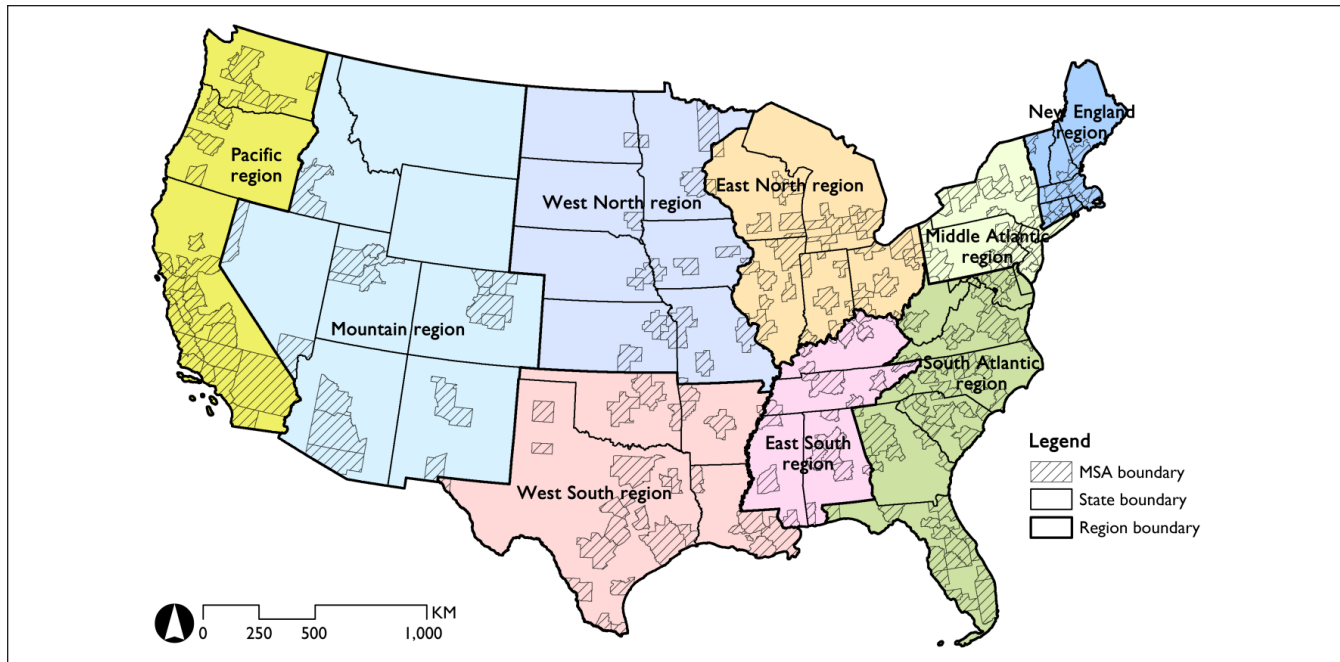 New England
region
Pacific
region
East North region
West North region
Middle Atlantic
region
Mountain region
South Atlantic
region
East South
region
West South region
Legend
MSA boundary
State boundary
Region boundary
KM
0 250 500 1,000